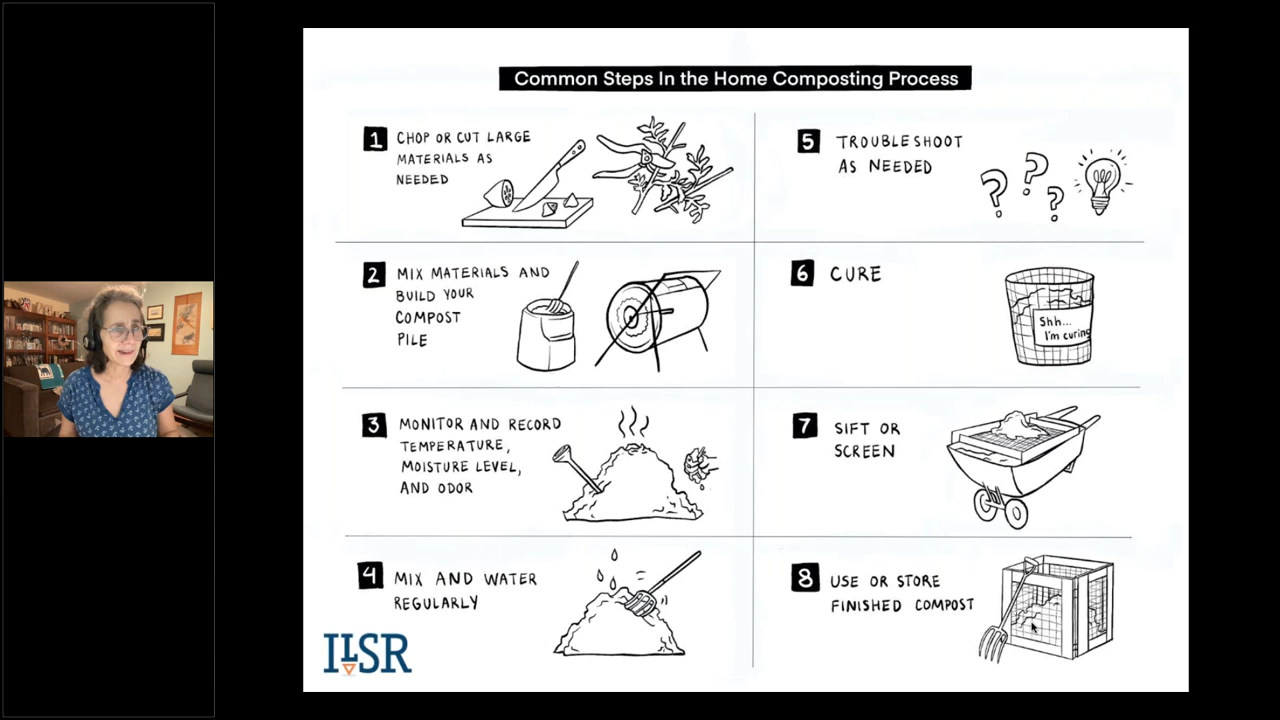 Common Steps In the Home Composting Process
1
CHOP OR CUT LARGE
MATERIALS AS
NEEDED
2
MIX MATERIALS AND
BUILD YOUR
COMPOST
PILE
3
MONITOR AND RECORD
TEMPERATURE,
MOISTURE LEVEL,
AND ODOR
4
MIX AND WATER
REGULARLY
5
TROUBLESHOOT
AS NEEDED
? ? ?
6
CURE
Shh...
I'm curing
7
SIFT OR
SCREEN
8
USE OR STORE
FINISHED COMPOST
ILSR